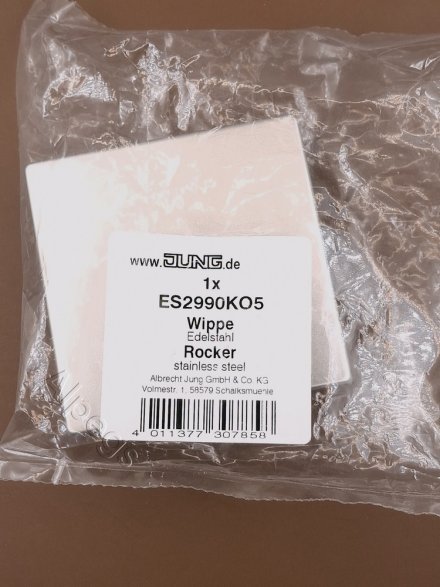 www.JUNG.de
1x
ES2990KO5
Wippe
Edelstahl
Rocker
stainless steel
Albrecht Jung GmbH & Co. KG
Volmestr. 1, 58579 Schalksmuehle
4 011377 307858